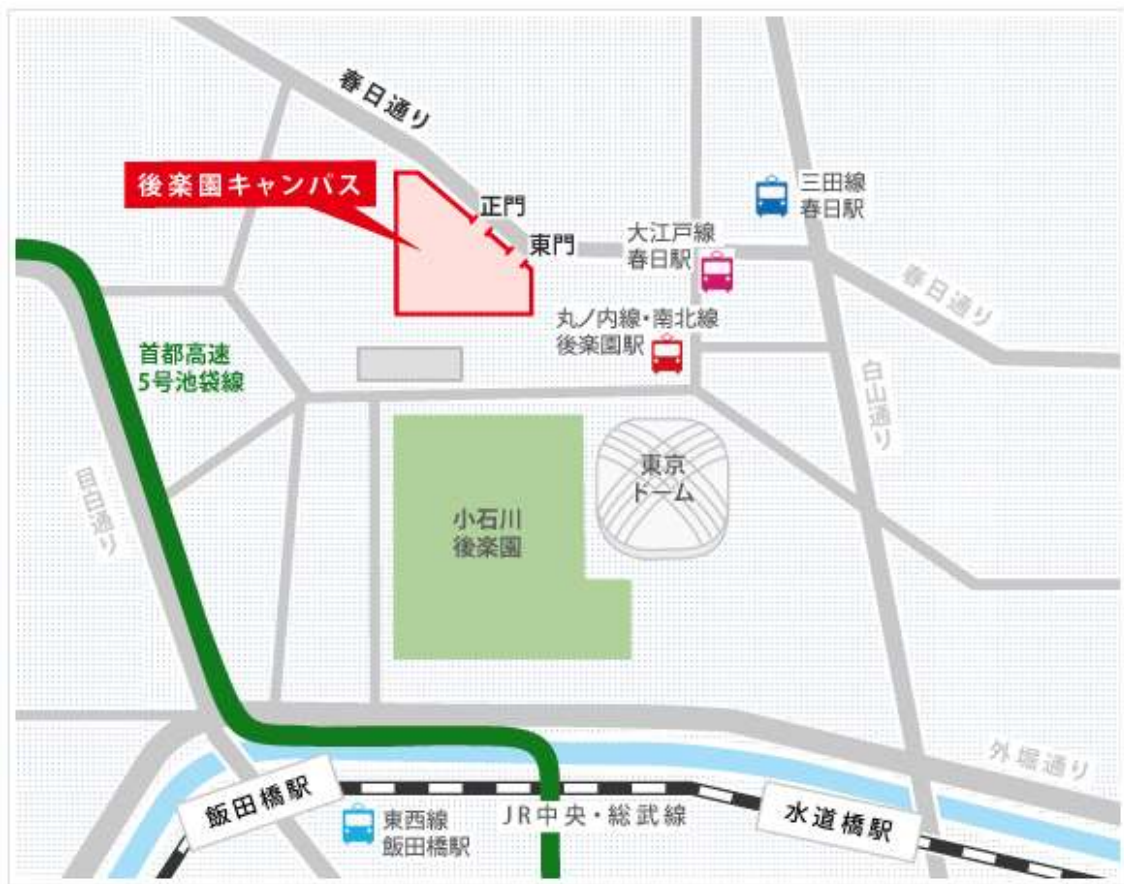 春日通り
後楽園キャンパス
正門
東門
三田線
春日駅
大江戸線
春日駅
春日通り
丸ノ内線・南北線
後楽園駅
首都高速
5号池袋線
白山通り
目白通り
東京
ドーム
小石川
後楽園
外堀通り
飯田橋駅
東西線
飯田橋駅
JR中央・総武線
水道橋駅